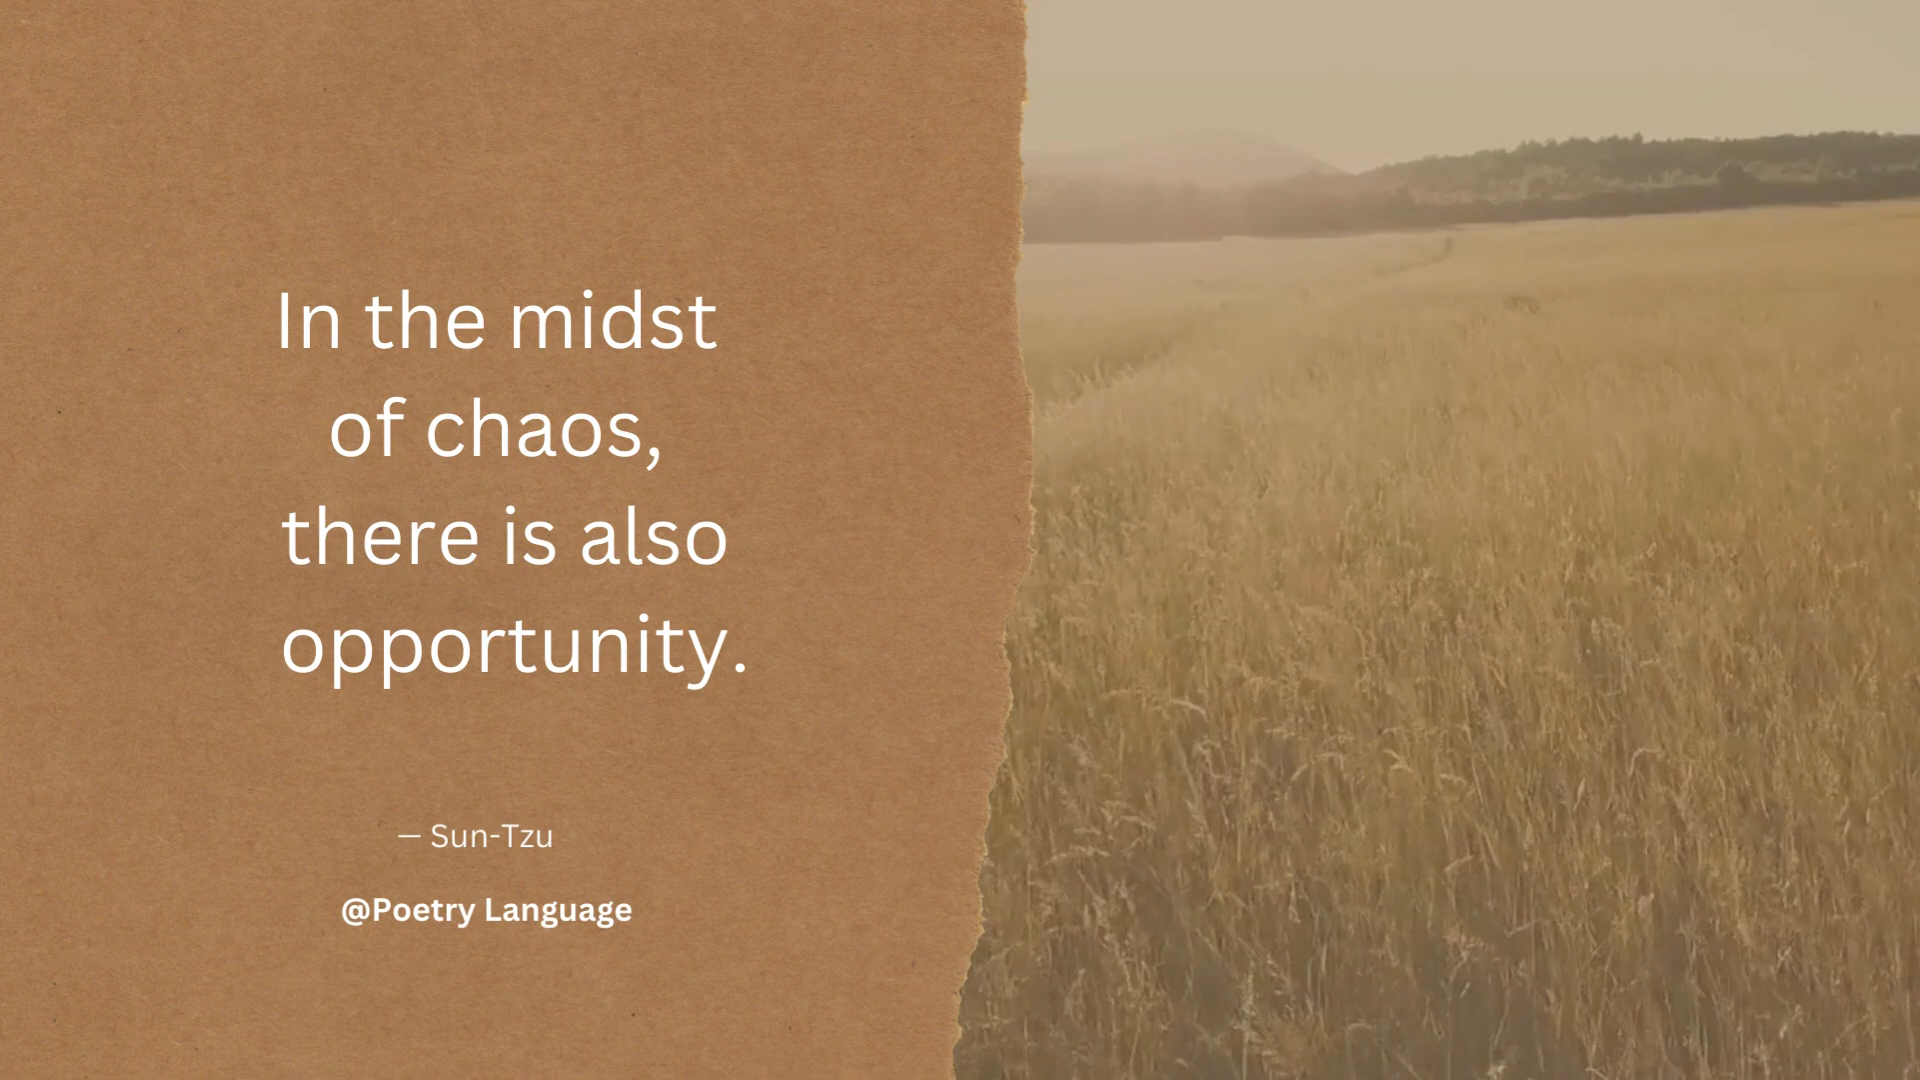 In the midst
of chaos,
there is also
opportunity.
— Sun-Tzu
@Poetry Language